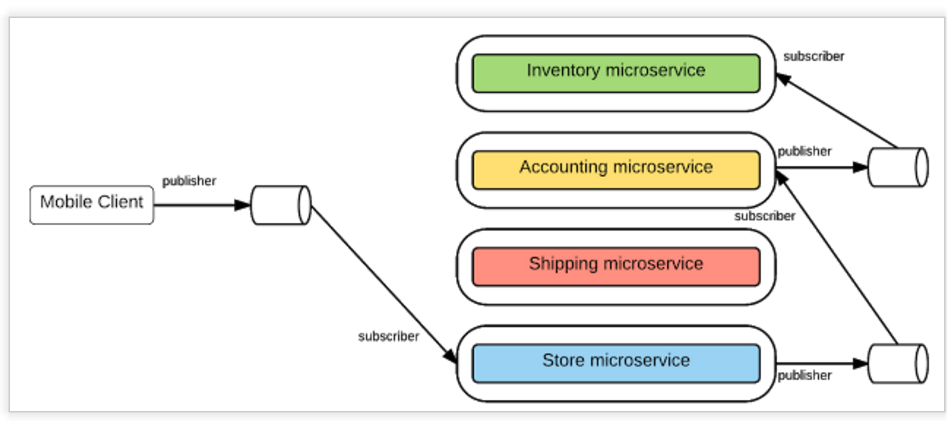 subscriber
Inventory microservice
publisher
Accounting microservice
publisher
Mobile Client
subscriber
Shipping microservice
subscriber
Store microservice
publisher